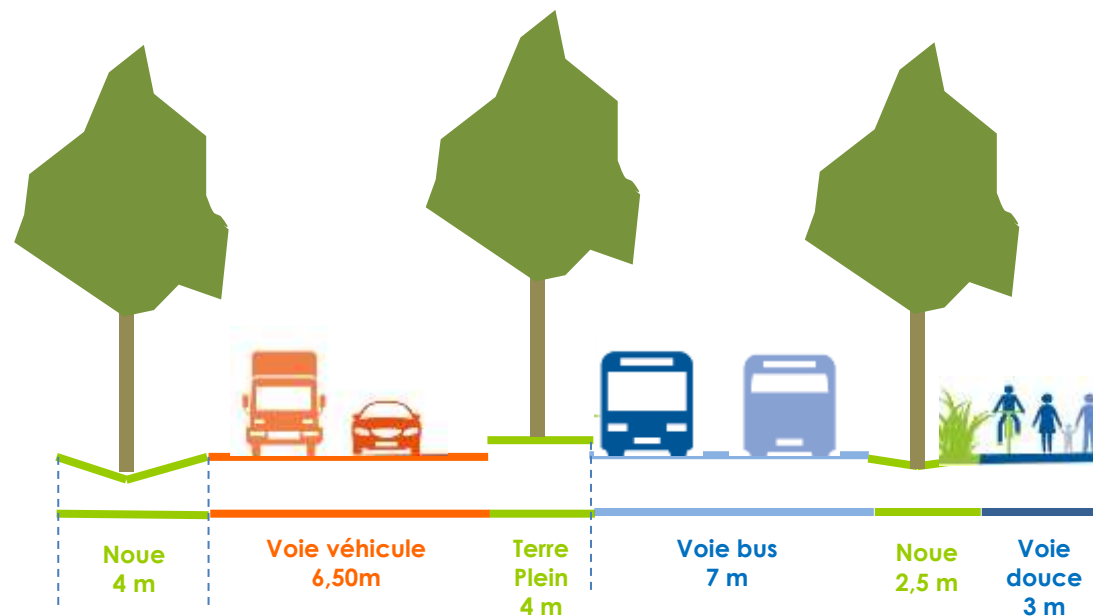 Noue
4 m
Voie véhicule
6,50m
Terre
Plein
4 m
Voie bus
7 m
Noue
2,5 m
Voie
douce
3 m